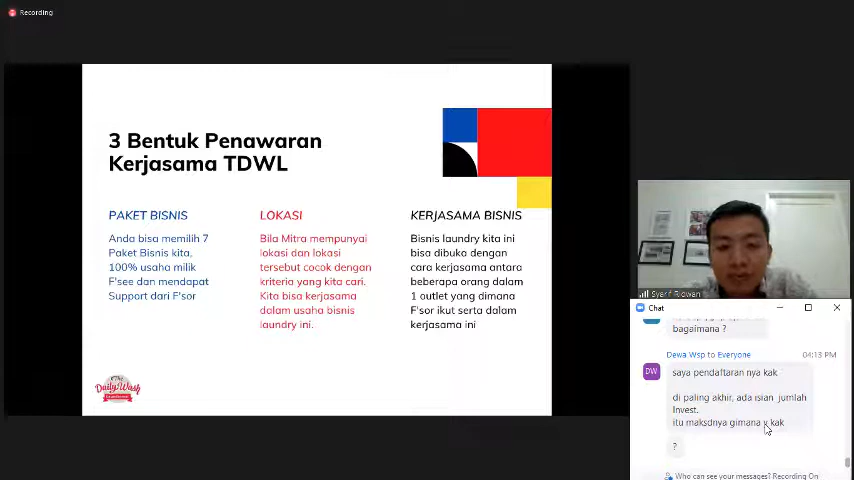 Recording
3 Bentuk Penawaran
Kerjasama TDWL
PAKET BISNIS
Anda bisa memilih 7
Paket Bisnis kita,
100% usaha milik
F'see dan mendapat
Support dari F'sor
LOKASI
Bila Mitra mempunyai
lokasi dan lokasi
tersebut cocok dengan
kriteria yang kita cari.
Kita bisa kerjasama
dalam usaha bisnis
laundry ini.
KERJASAMA BISNIS
Bisnis laundry kita ini
bisa dibuka dengan
cara kerjasama antara
beberapa orang dalam
1 outlet yang dimana
F'sor ikut serta dalam
kerjasama ini
The
DailyWash
Syarif Ridwan
Chat
bagaimana ?
Dewa Wsp to Everyone 04:13 PM
DW
saya pendaftaran nya kak
di paling akhir, ada isian jumlah
Invest.
itu maksdnya gimana y kak
?
Who can see your messages? Recording On